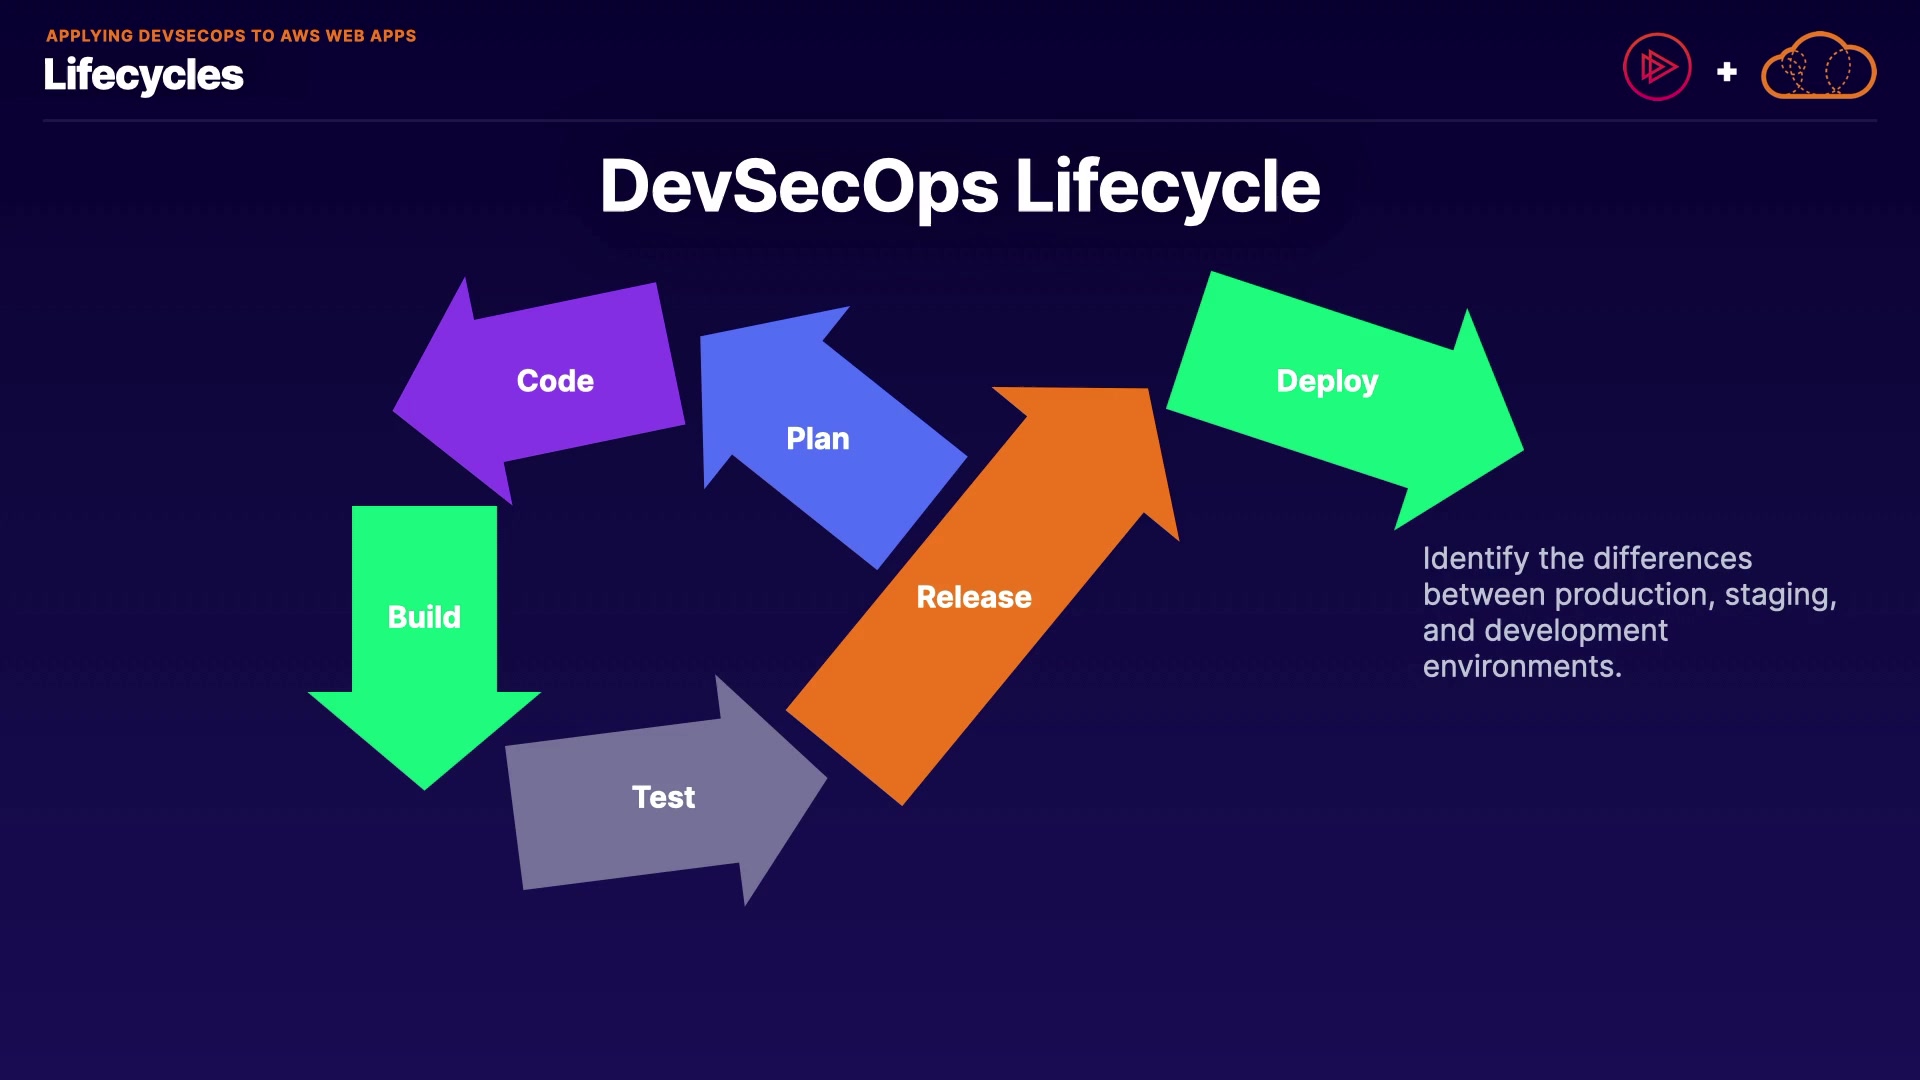 APPLYING DEVSECOPS TO AWS WEB APPS
Lifecycles
DevSecOps Lifecycle
Code
Plan
Deploy
Build
Release
Test
Identify the differences
between production, staging,
and development
environments.